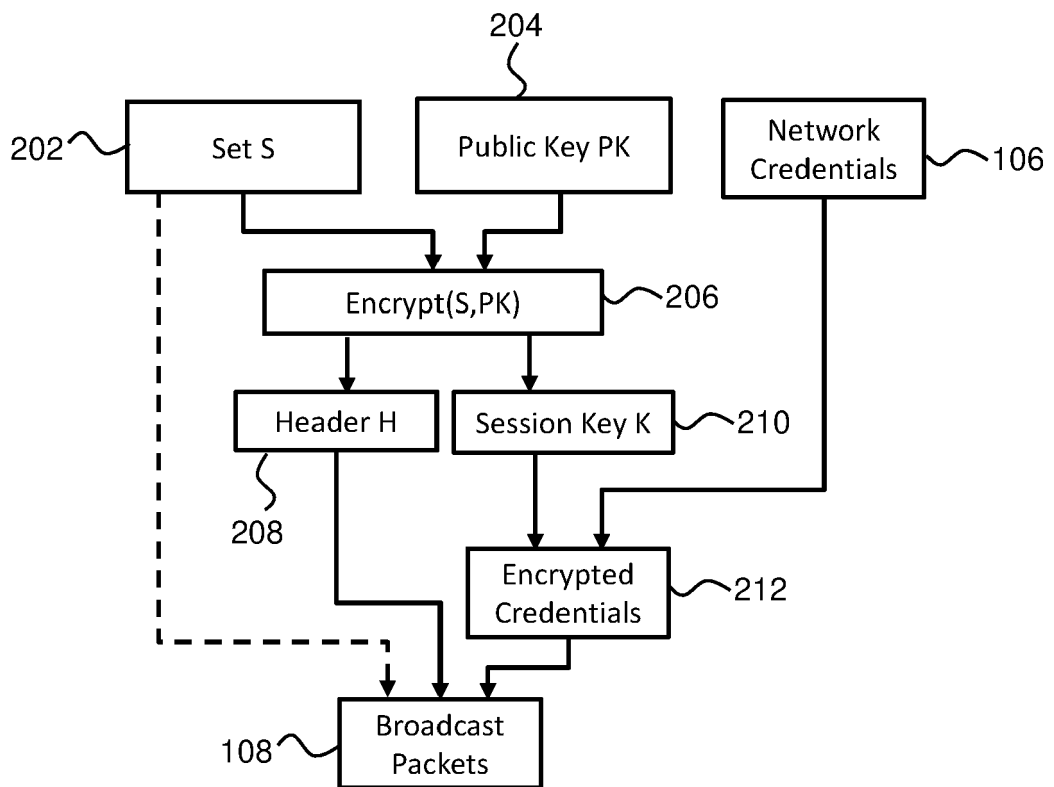 204
202
Set S
Public Key PK
Network
Credentials
106
Encrypt(S,PK)
206
Header H
Session Key K
210
208
Encrypted
Credentials
212
Broadcast
Packets
108